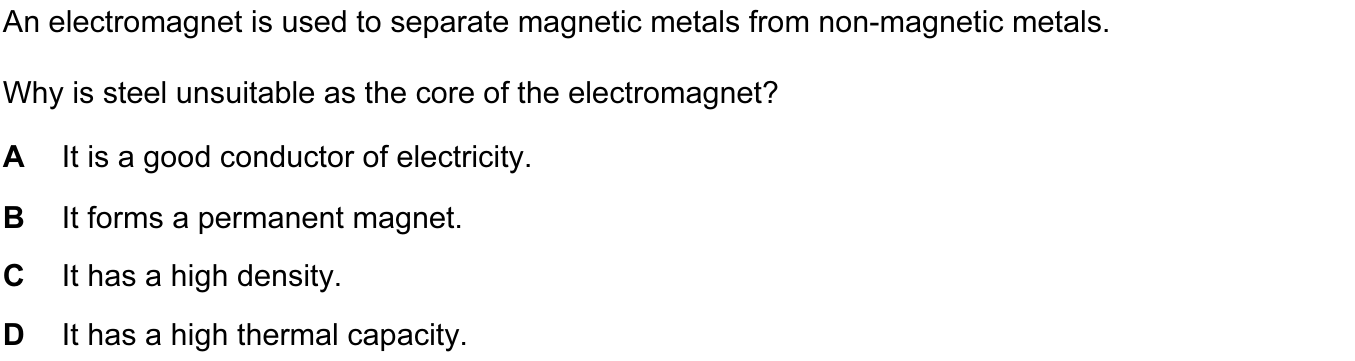 An electromagnet is used to separate magnetic metals from non-magnetic metals.
Why is steel unsuitable as the core of the electromagnet?
A It is a good conductor of electricity.
B It forms a permanent magnet.
C It has a high density.
D It has a high thermal capacity.